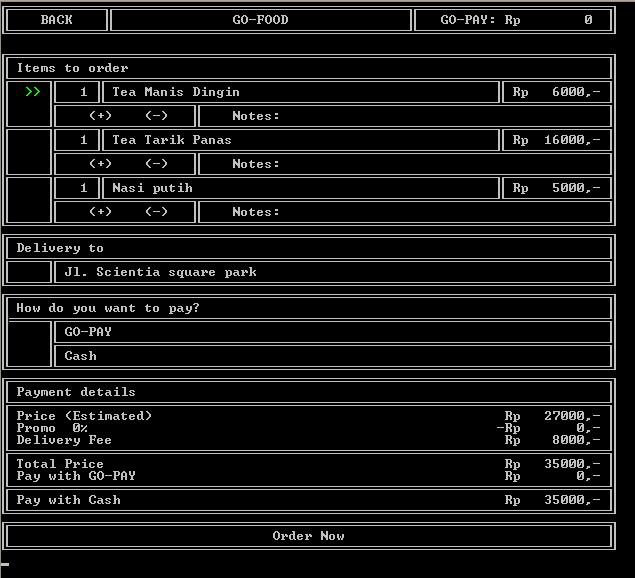 BACK GO-FOOD GO-PAY: Rp 0
Items to order
>> 1 Tea Manis Dingin Rp 6000,-
(+) (-) Notes:
1 Tea Tarik Panas Rp 16000,-
(+) (-) Notes:
1 Nasi putih Rp 5000,-
(+) (-) Notes:
Delivery to
Jl. Scientia square park
How do you want to pay?
GO-PAY
Cash
Payment details
Price (Estimated) Rp 27000,-
Promo 0% -Rp 0,-
Delivery Fee Rp 8000,-
Total Price Rp 35000,-
Pay with GO-PAY Rp 0,-
Pay with Cash Rp 35000,-
Order Now